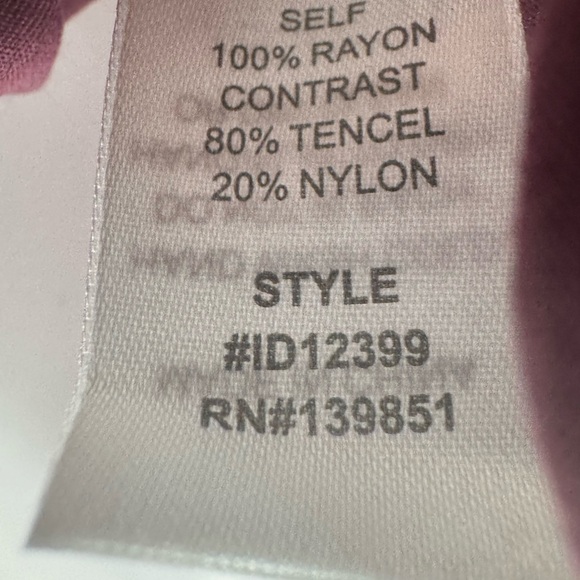 SELF
100% RAYON
CONTRAST
80% TENCEL
20% NYLON
STYLE
#ID12399
RN#139851